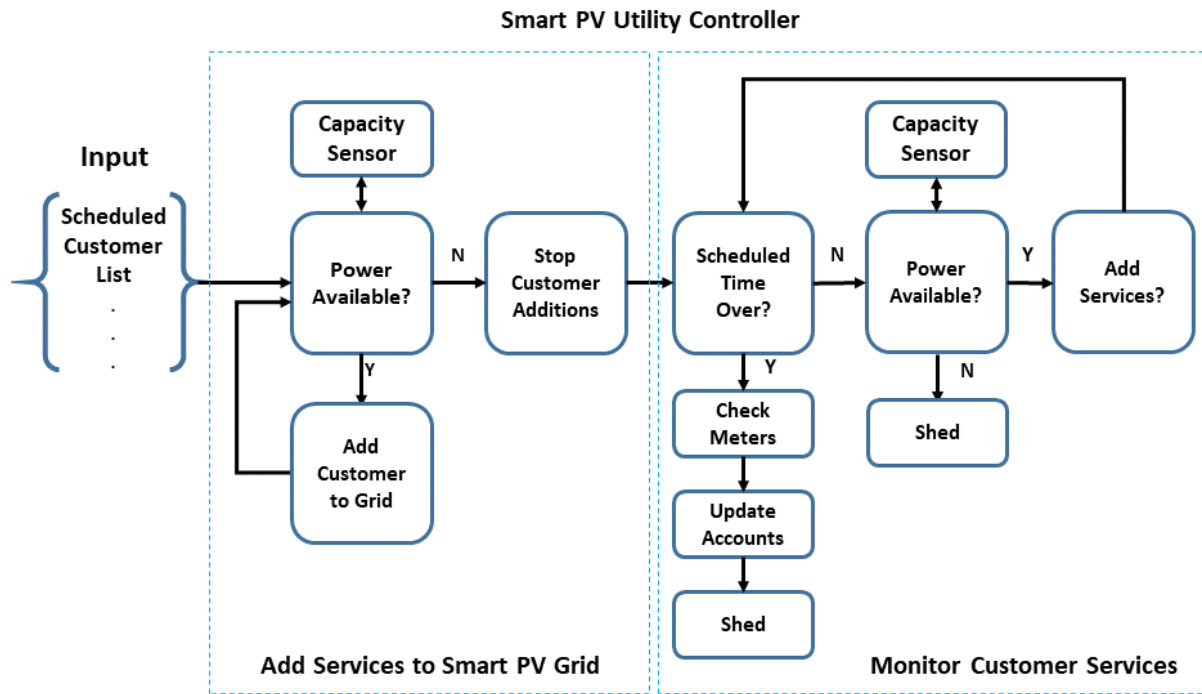 Smart PV Utility Controller
Input
Scheduled
Customer
List
.
.
.
Capacity
Sensor
Power
Available?
N
Y
Stop
Customer
Additions
Add
Customer
to Grid
Add Services to Smart PV Grid
Scheduled
Time
Over?
N
Y
Capacity
Sensor
Power
Available?
Y
N
Add
Services?
Check
Meters
Shed
Update
Accounts
Shed
Monitor Customer Services